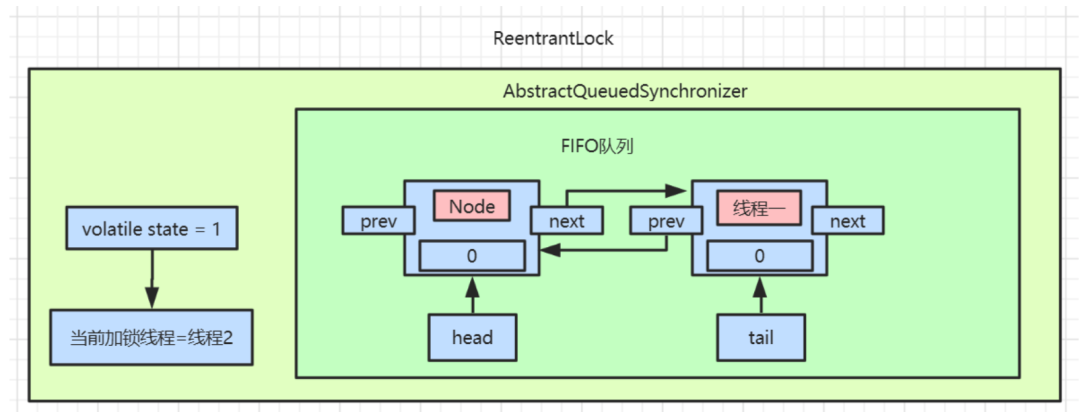 ReentrantLock
AbstractQueuedSynchronizer
FIFO队列
Node
线程一
prev
next
prev
next
volatile state = 1
0
0
当前加锁线程=线程2
head
tail